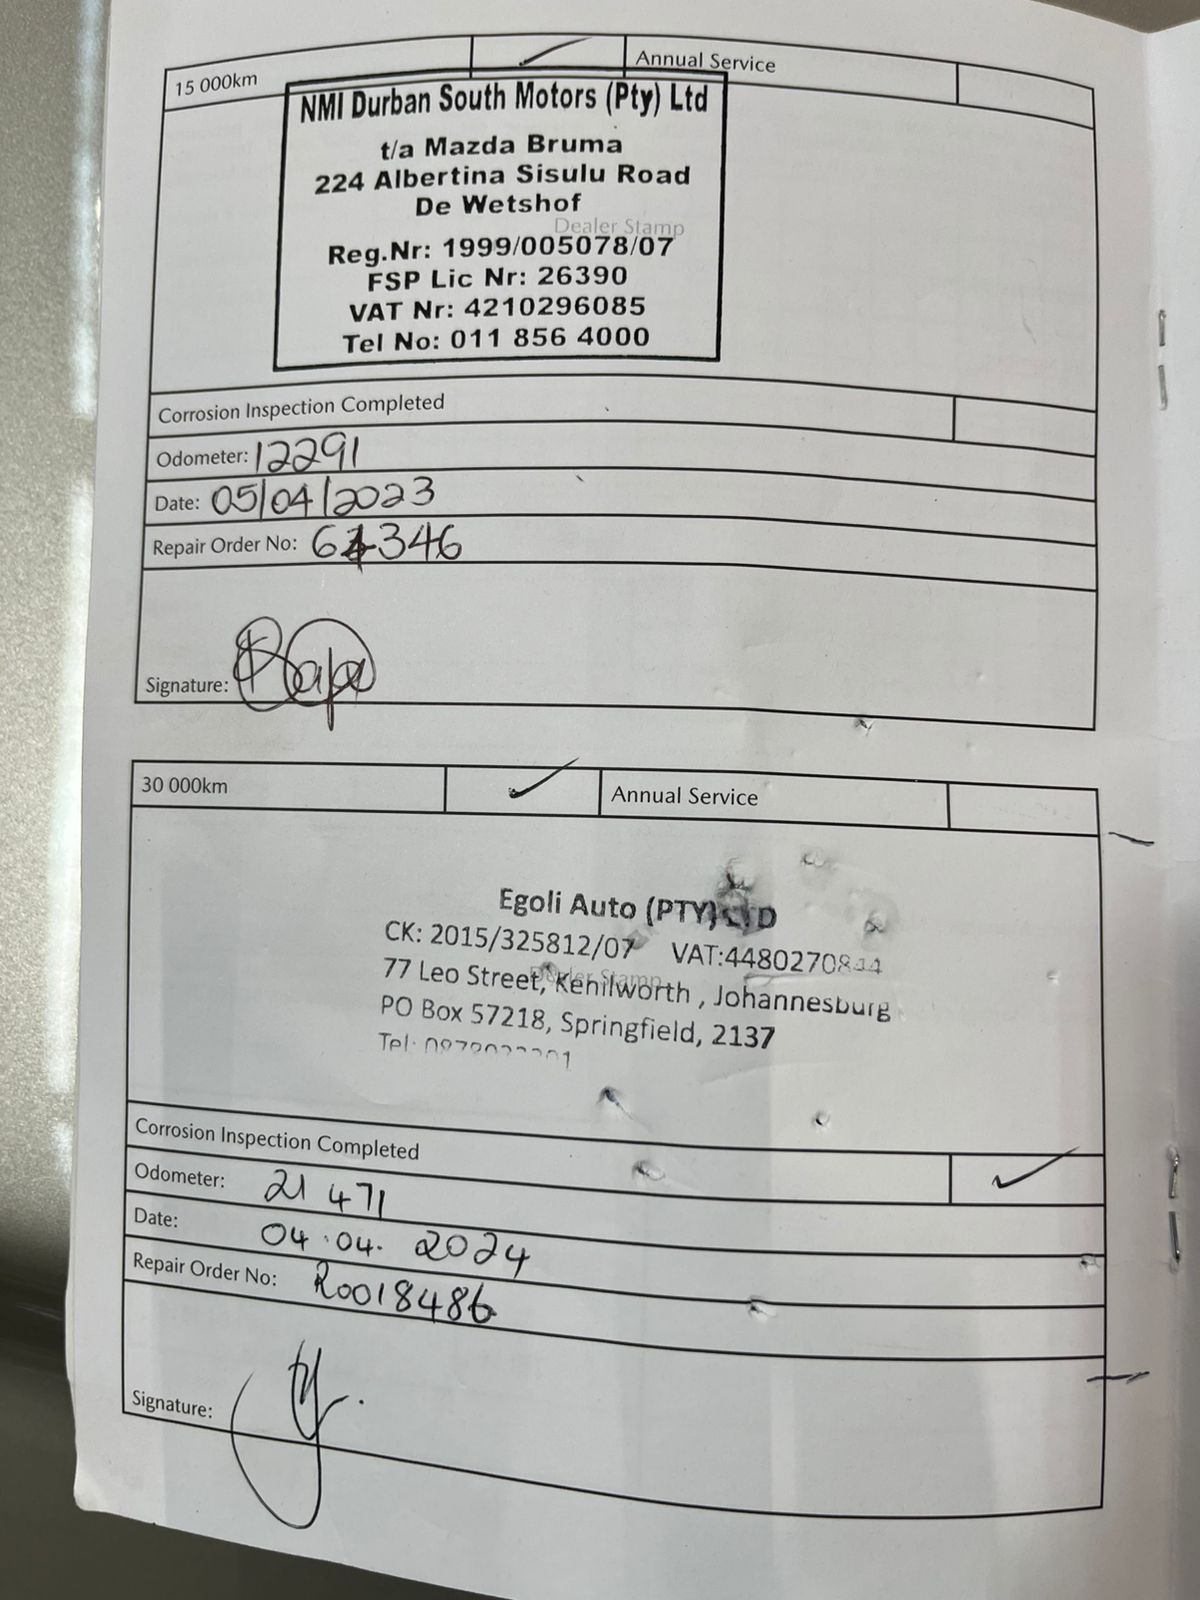 15 000km
Annual Service
NMI Durban South Motors (Pty) Ltd
t/a Mazda Bruma
224 Albertina Sisulu Road
De Wetshof
Dealer Stamp
Reg.Nr: 1999/005078/07
FSP Lic Nr: 26390
VAT Nr: 4210296085
Tel No: 011 856 4000
Corrosion Inspection Completed
Odometer: 12291
Date: 05/04/2023
Repair Order No: 61346
Signature:
30 000km
Annual Service
Egoli Auto (PTY) LTD
CK: 2015/325812/07 VAT:4480270844
Dealer Stamp
77 Leo Street, Kenilworth , Johannesburg
PO Box 57218, Springfield, 2137
Tel:
Corrosion Inspection Completed
Odometer: 21 471
Date: 04.04. 2024
Repair Order No: R0018486
Signature: